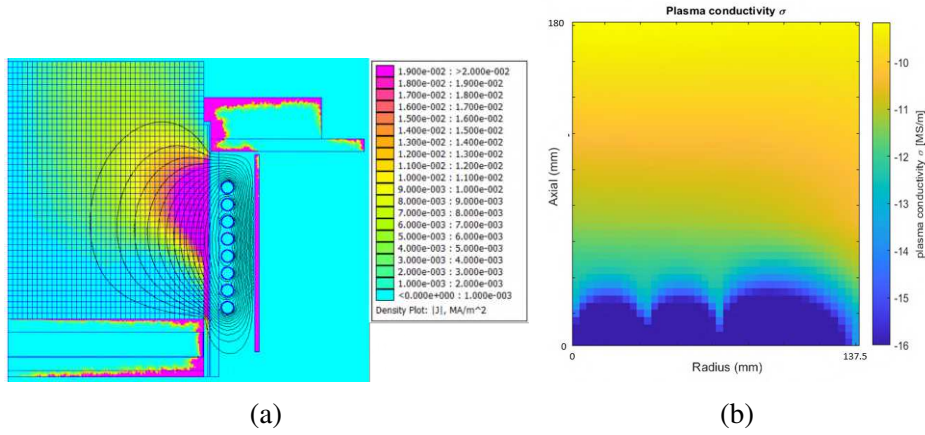 1.900e-002 : >2.000e-002
1.800e-002 : 1.900e-002
1.700e-002 : 1.800e-002
1.600e-002 : 1.700e-002
1.500e-002 : 1.600e-002
1.400e-002 : 1.500e-002
1.300e-002 : 1.400e-002
1.200e-002 : 1.300e-002
1.100e-002 : 1.200e-002
1.000e-002 : 1.100e-002
9.000e-003 : 1.000e-002
8.000e-003 : 9.000e-003
7.000e-003 : 8.000e-003
6.000e-003 : 7.000e-003
5.000e-003 : 6.000e-003
4.000e-003 : 5.000e-003
3.000e-003 : 4.000e-003
2.000e-003 : 3.000e-003
1.000e-003 : 2.000e-003
<0.000e+000 : 1.000e-003
Density Plot: |J|, MA/m^2
(a)
Plasma conductivity σ
180
Axial (mm)
0
0
137.5
Radius (mm)
-10
-11
-12
-13
-14
-15
-16
plasma conductivity σ [MS/m]
(b)